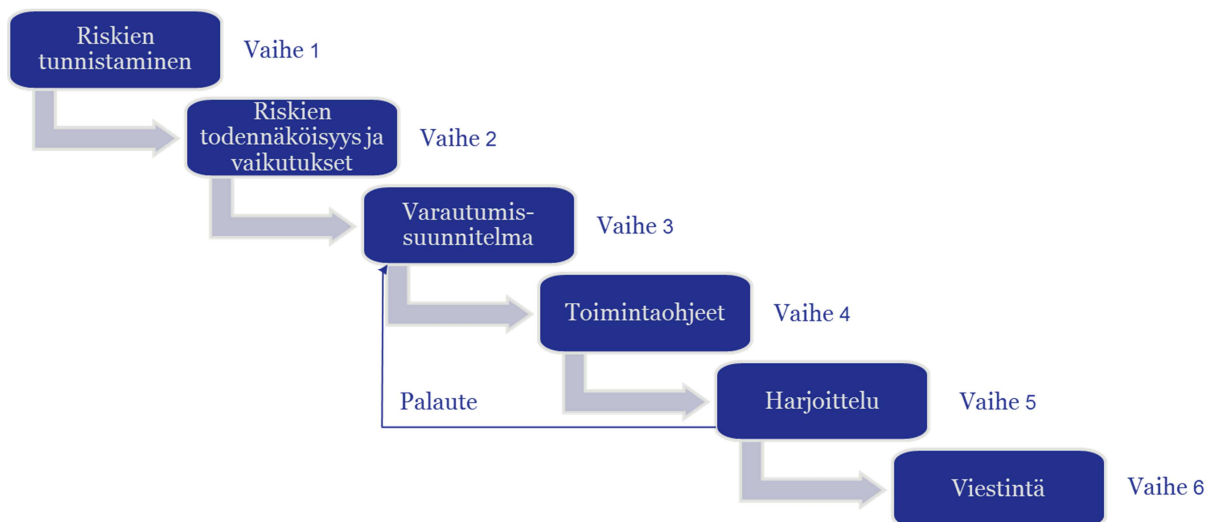 Riskien
tunnistaminen
Vaihe 1
Riskien
todennäköisyys ja
vaikutukset
Vaihe 2
Varautumis-
suunnitelma
Vaihe 3
Toimintaohjeet
Vaihe 4
Palaute
Harjoittelu
Vaihe 5
Viestintä
Vaihe 6